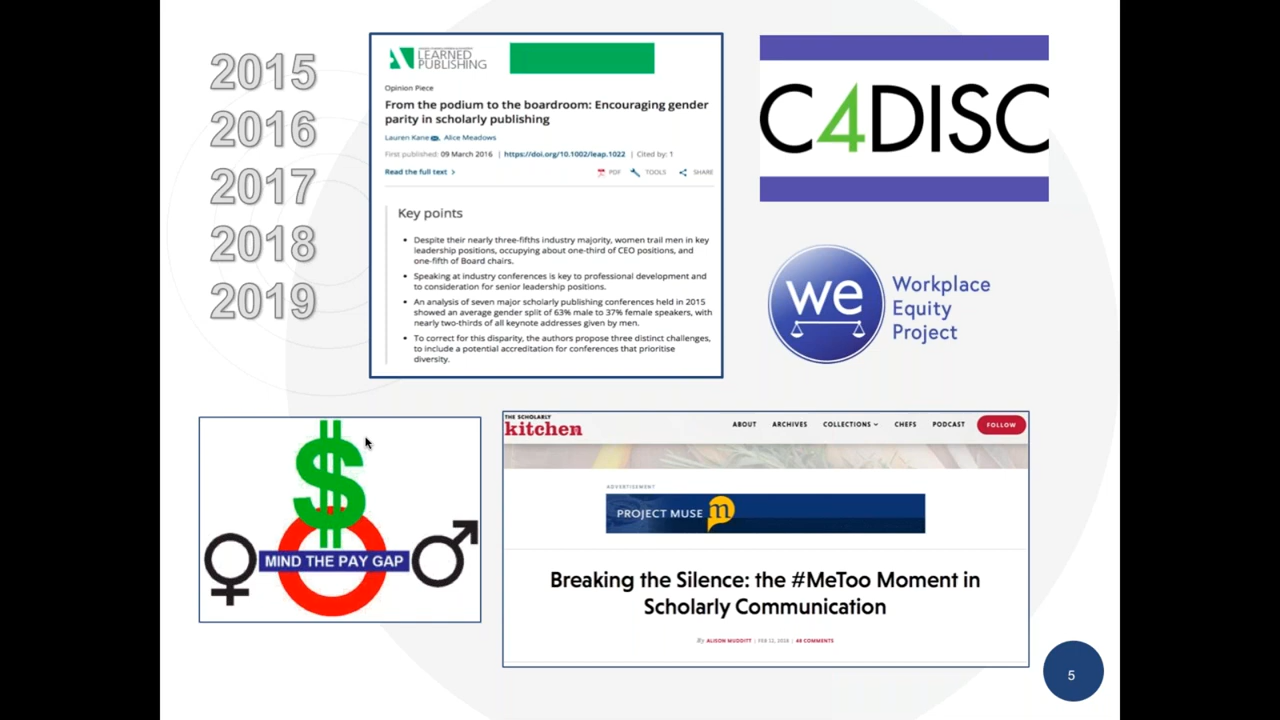 2015
2016
2017
2018
2019
LEARNED
PUBLISHING
Opinion Piece
From the podium to the boardroom: Encouraging gender
parity in scholarly publishing
Lauren Kane, Alice Meadows
First published: 09 March 2016 | https://doi.org/10.1002/leap.1022 | Cited by: 1
Read the full text >
PDF TOOLS SHARE
Key points
• Despite their nearly three-fifths industry majority, women trail men in key
leadership positions, occupying about one-third of CEO positions, and
one-fifth of Board chairs.
• Speaking at industry conferences is key to professional development and
to consideration for senior leadership positions.
• An analysis of seven major scholarly publishing conferences held in 2015
showed an average gender split of 63% male to 37% female speakers, with
nearly two-thirds of all keynote addresses given by men.
• To correct for this disparity, the authors propose three distinct challenges,
to include a potential accreditation for conferences that prioritise
diversity.
C4DISC
we
Workplace
Equity
Project
$
MIND THE PAY GAP
THE SCHOLARLY
kitchen
ABOUT ARCHIVES COLLECTIONS CHEFS PODCAST FOLLOW
ADVERTISEMENT
PROJECT MUSE m
Breaking the Silence: the #MeToo Moment in
Scholarly Communication
By ALISON MUDDITT | FEB 12, 2018 | 48 COMMENTS
5